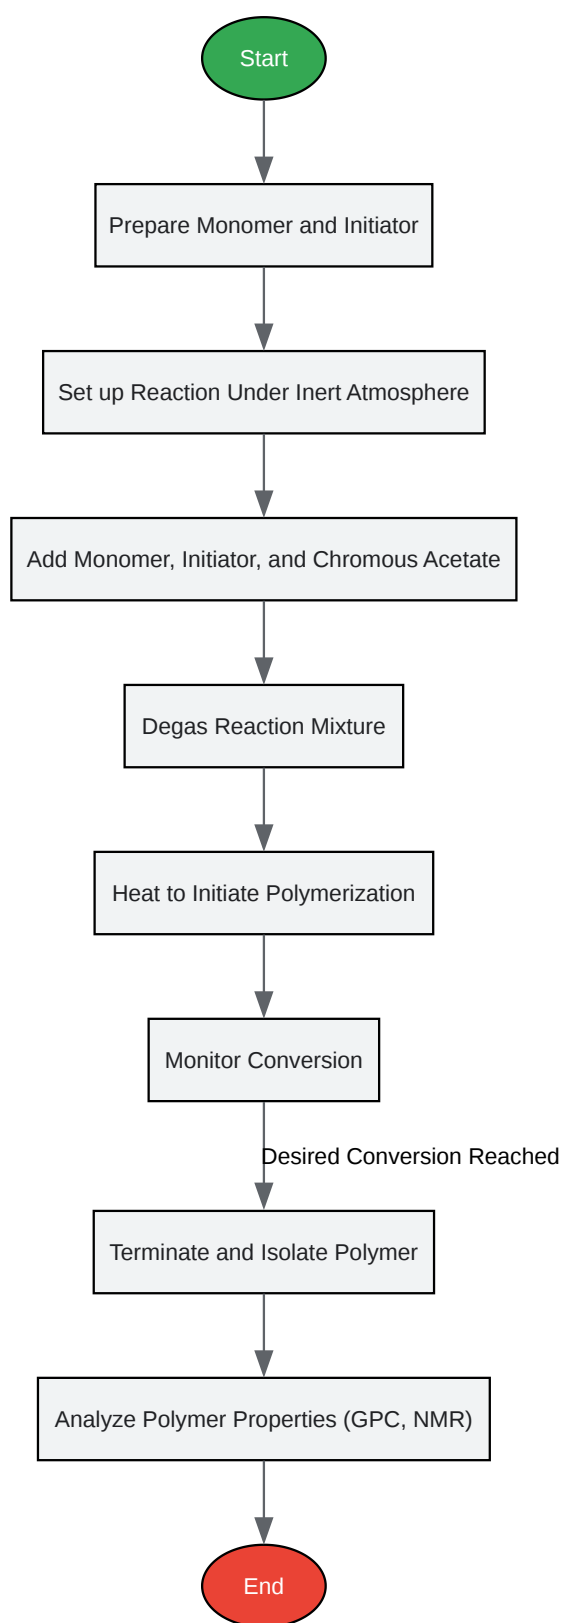 Start
Prepare Monomer and Initiator
Set up Reaction Under Inert Atmosphere
Add Monomer, Initiator, and Chromous Acetate
Degas Reaction Mixture
Heat to Initiate Polymerization
Monitor Conversion
Desired Conversion Reached
Terminate and Isolate Polymer
Analyze Polymer Properties (GPC, NMR)
End